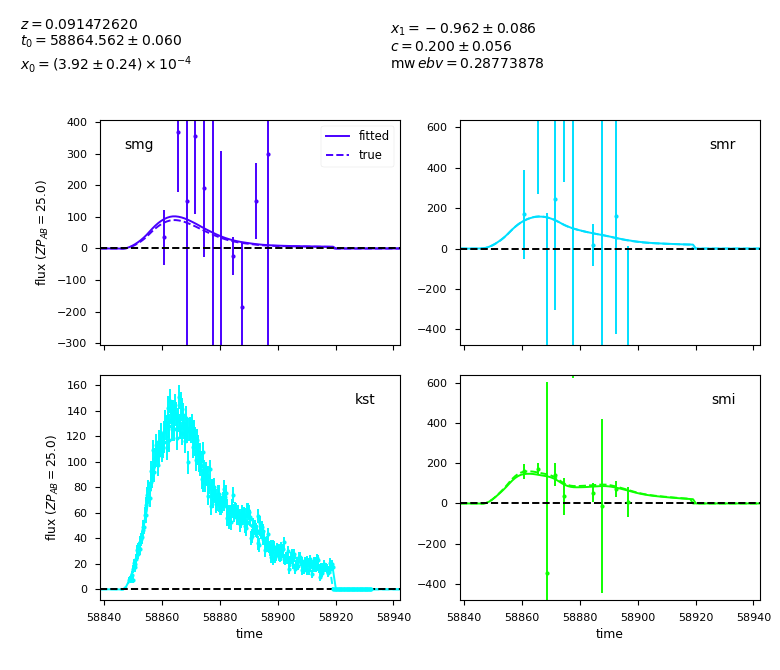 z = 0.091472620
t₀ = 58864.562 ± 0.060
x₀ = (3.92 ± 0.24) × 10⁻⁴
x₁ = −0.962 ± 0.086
c = 0.200 ± 0.056
mw ebv = 0.28773878
flux (ZP_AB = 25.0)
400
300
200
100
0
−100
−200
−300
smg
fitted
true
600
400
200
0
−200
−400
smr
flux (ZP_AB = 25.0)
160
140
120
100
80
60
40
20
0
kst
58840
58860
58880
58900
58920
58940
time
600
400
200
0
−200
−400
smi
58840
58860
58880
58900
58920
58940
time